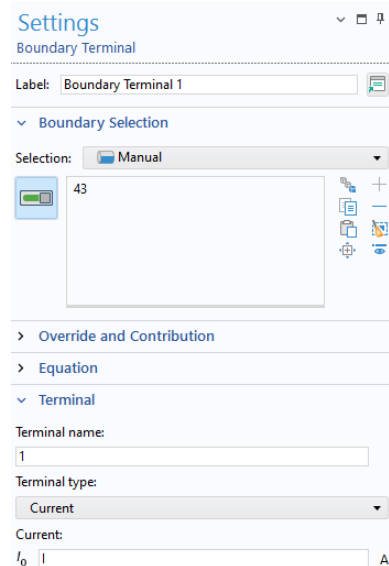 Settings
Boundary Terminal
Label: Boundary Terminal 1
Boundary Selection
Selection: Manual
43
Override and Contribution
Equation
Terminal
Terminal name:
1
Terminal type:
Current
Current:
I0 I A